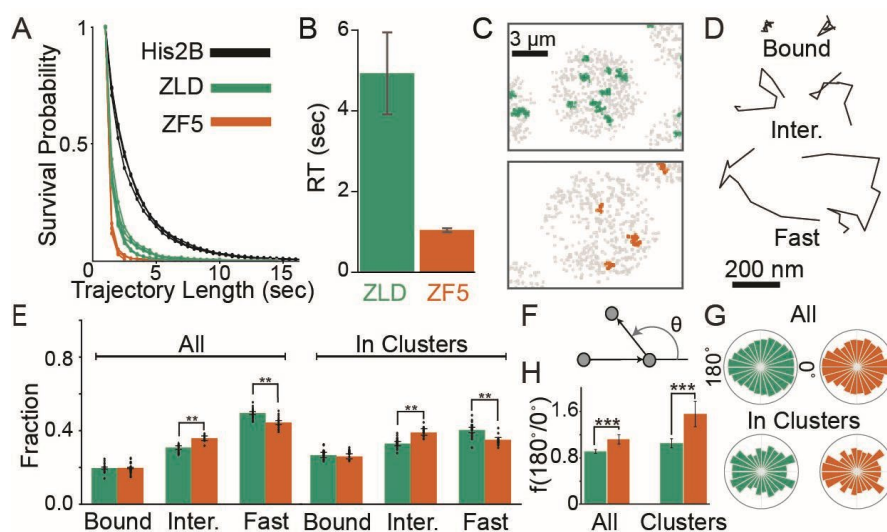 A
Survival Probability
1
0.5
0
0
5
10
15
Trajectory Length (sec)
His2B
ZLD
ZF5
B
RT (sec)
6
4
2
0
ZLD
ZF5
C
3 µm
D
Bound
Inter.
Fast
200 nm
E
Fraction
0.8
0.4
0.0
All
In Clusters
**
**
**
**
Bound
Inter.
Fast
Bound
Inter.
Fast
F
θ
G
All
180°
0°
In Clusters
H
f(180°/0°)
1.6
0.8
0
***
***
All
Clusters